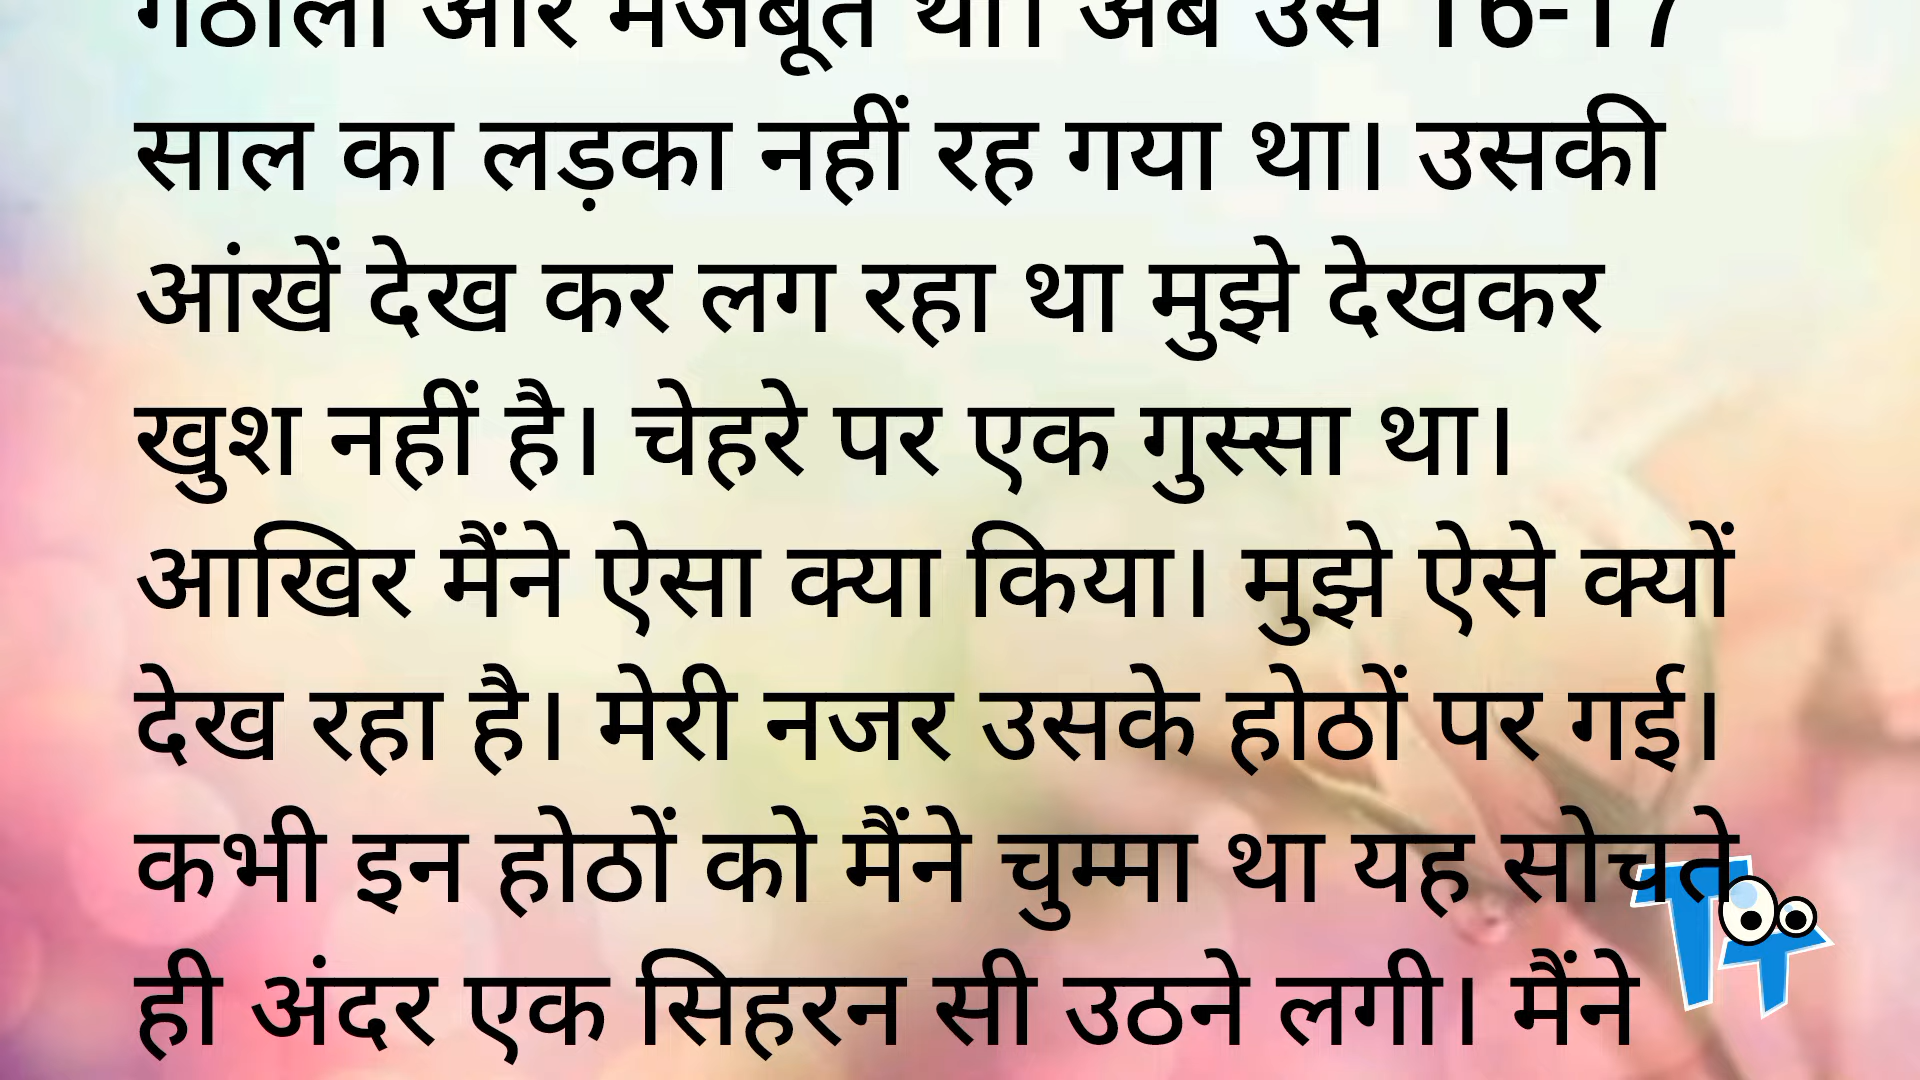 गठीला और मजबूत था। अब उस 16-17
साल का लड़का नहीं रह गया था। उसकी
आंखें देख कर लग रहा था मुझे देखकर
खुश नहीं है। चेहरे पर एक गुस्सा था।
आखिर मैंने ऐसा क्या किया। मुझे ऐसे क्यों
देख रहा है। मेरी नजर उसके होठों पर गई।
कभी इन होठों को मैंने चुम्मा था यह सोचते
ही अंदर एक सिहरन सी उठने लगी। मैंने